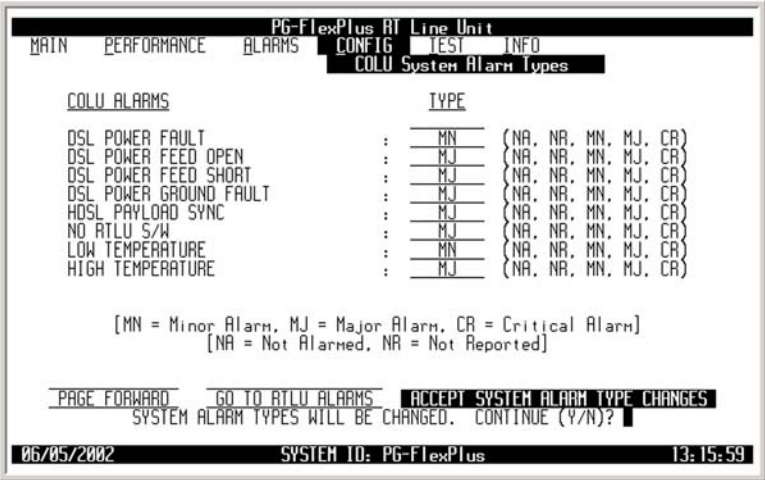 PG-FlexPlus RT Line Unit
MAIN PERFORMANCE ALARMS CONFIG TEST INFO
COLU System Alarm Types
COLU ALARMS TYPE
DSL POWER FAULT : MN (NA, NR, MN, MJ, CR)
DSL POWER FEED OPEN : MJ (NA, NR, MN, MJ, CR)
DSL POWER FEED SHORT : MJ (NA, NR, MN, MJ, CR)
DSL POWER GROUND FAULT : MJ (NA, NR, MN, MJ, CR)
HDSL PAYLOAD SYNC : MJ (NA, NR, MN, MJ, CR)
NO RTLU S/W : MJ (NA, NR, MN, MJ, CR)
LOW TEMPERATURE : MN (NA, NR, MN, MJ, CR)
HIGH TEMPERATURE : MJ (NA, NR, MN, MJ, CR)
[MN = Minor Alarm, MJ = Major Alarm, CR = Critical Alarm]
[NA = Not Alarmed, NR = Not Reported]
PAGE FORWARD GO TO RTLU ALARMS ACCEPT SYSTEM ALARM TYPE CHANGES
SYSTEM ALARM TYPES WILL BE CHANGED. CONTINUE (Y/N)?
06/05/2002 SYSTEM ID: PG-FlexPlus 13:15:59